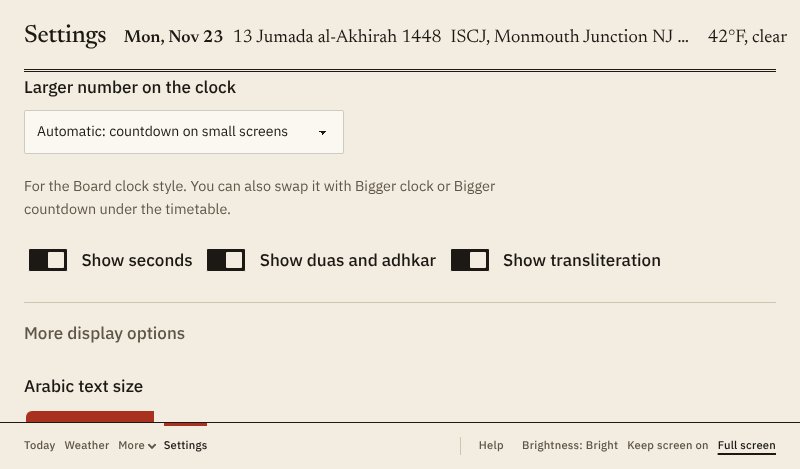 Settings Mon, Nov 23 13 Jumada al-Akhirah 1448 ISCJ, Monmouth Junction NJ ... 42°F, clear
Larger number on the clock
Automatic: countdown on small screens
For the Board clock style. You can also swap it with Bigger clock or Bigger
countdown under the timetable.
Show seconds Show duas and adhkar Show transliteration
More display options
Arabic text size
Today Weather More Settings Help Brightness: Bright Keep screen on Full screen